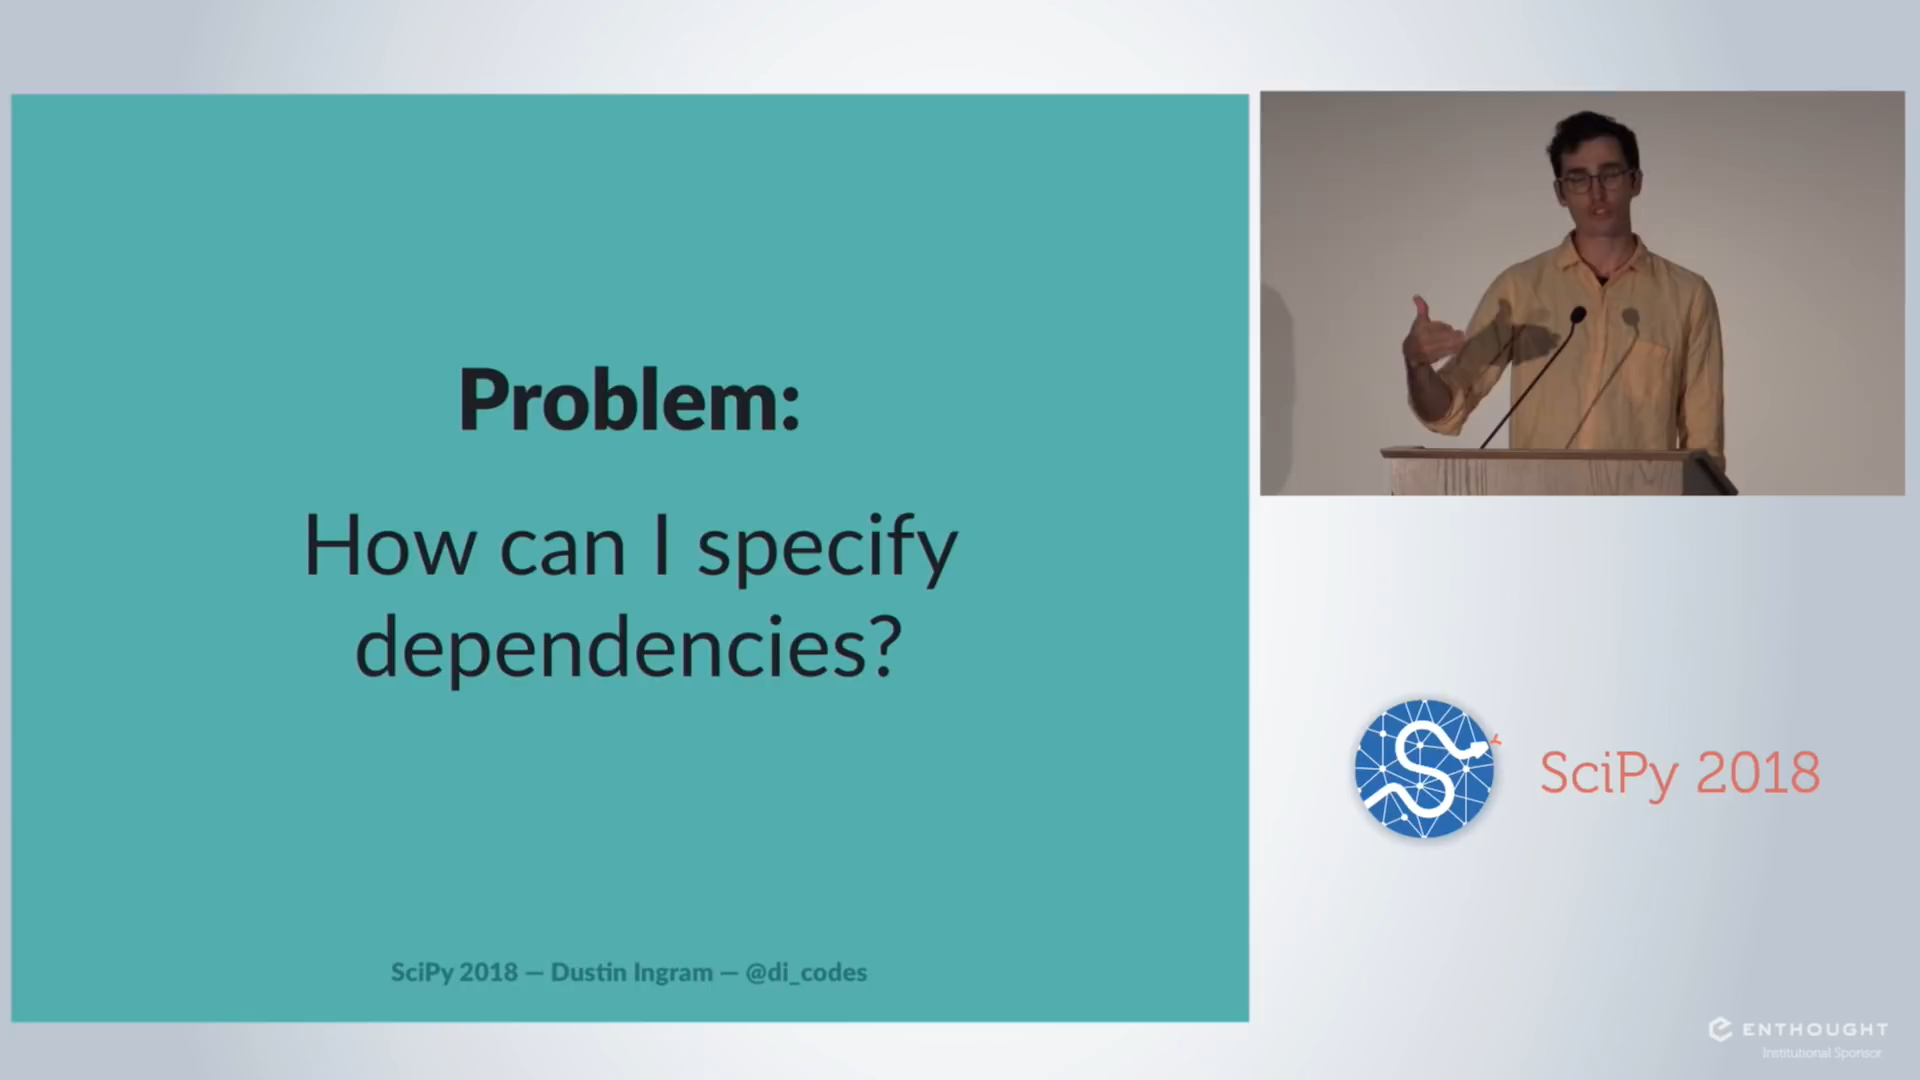 Problem:
How can I specify
dependencies?
SciPy 2018 — Dustin Ingram — @di_codes
SciPy 2018
ENTHOUGHT
Institutional Sponsor